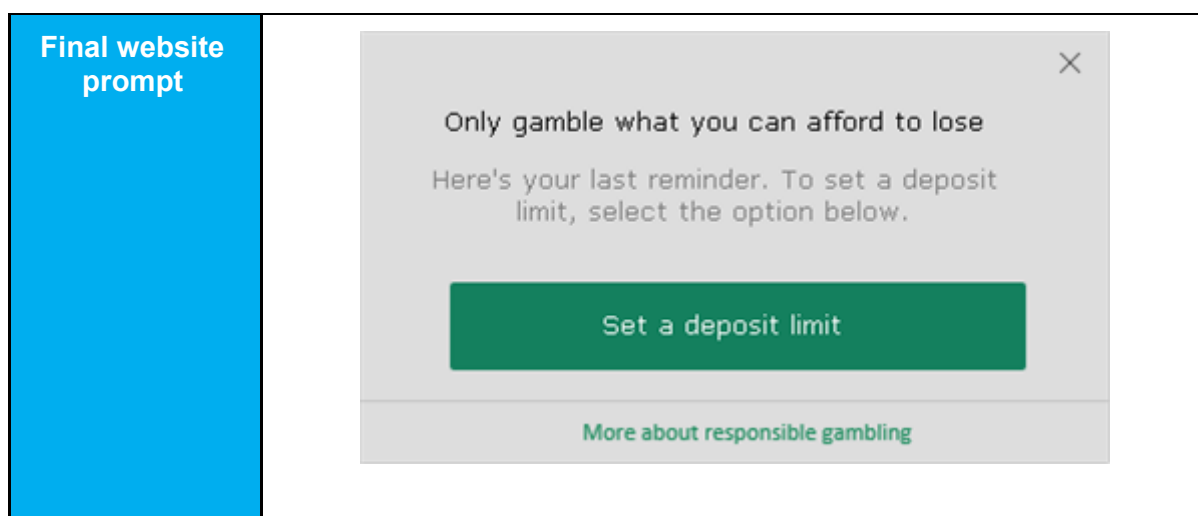 Final website
prompt
Only gamble what you can afford to lose
Here's your last reminder. To set a deposit
limit, select the option below.
Set a deposit limit
More about responsible gambling